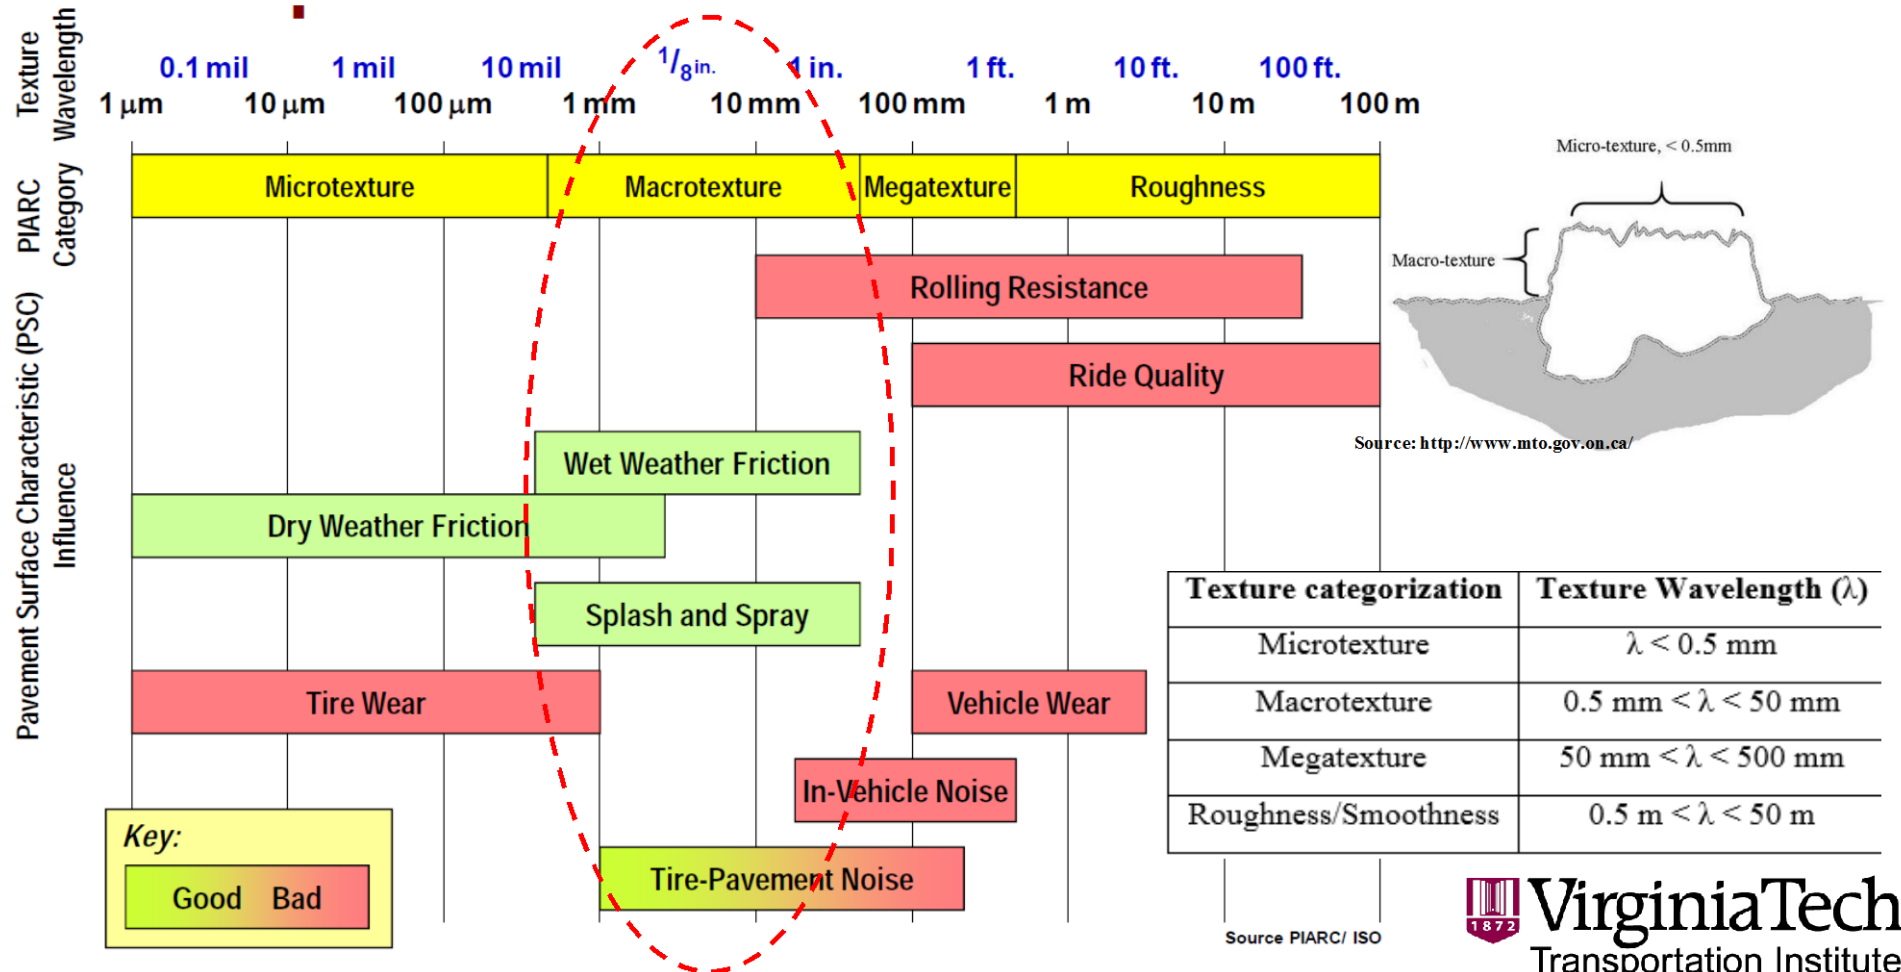 Texture
Wavelength
0.1 mil 1 mil 10 mil 1/8 in. 1 in. 1 ft. 10 ft. 100 ft.
1 µm 10 µm 100 µm 1 mm 10 mm 100 mm 1 m 10 m 100 m
PIARC
Category
Microtexture Macrotexture Megatexture Roughness
Pavement Surface Characteristic (PSC)
Influence
Rolling Resistance
Ride Quality
Wet Weather Friction
Dry Weather Friction
Splash and Spray
Tire Wear Vehicle Wear
In-Vehicle Noise
Tire-Pavement Noise
Key:
Good Bad
Micro-texture, < 0.5mm
Macro-texture
Source: http://www.mto.gov.on.ca/
Texture categorization Texture Wavelength (λ)
Microtexture λ < 0.5 mm
Macrotexture 0.5 mm < λ < 50 mm
Megatexture 50 mm < λ < 500 mm
Roughness/Smoothness 0.5 m < λ < 50 m
Source PIARC/ ISO
1872
VirginiaTech
Transportation Institute